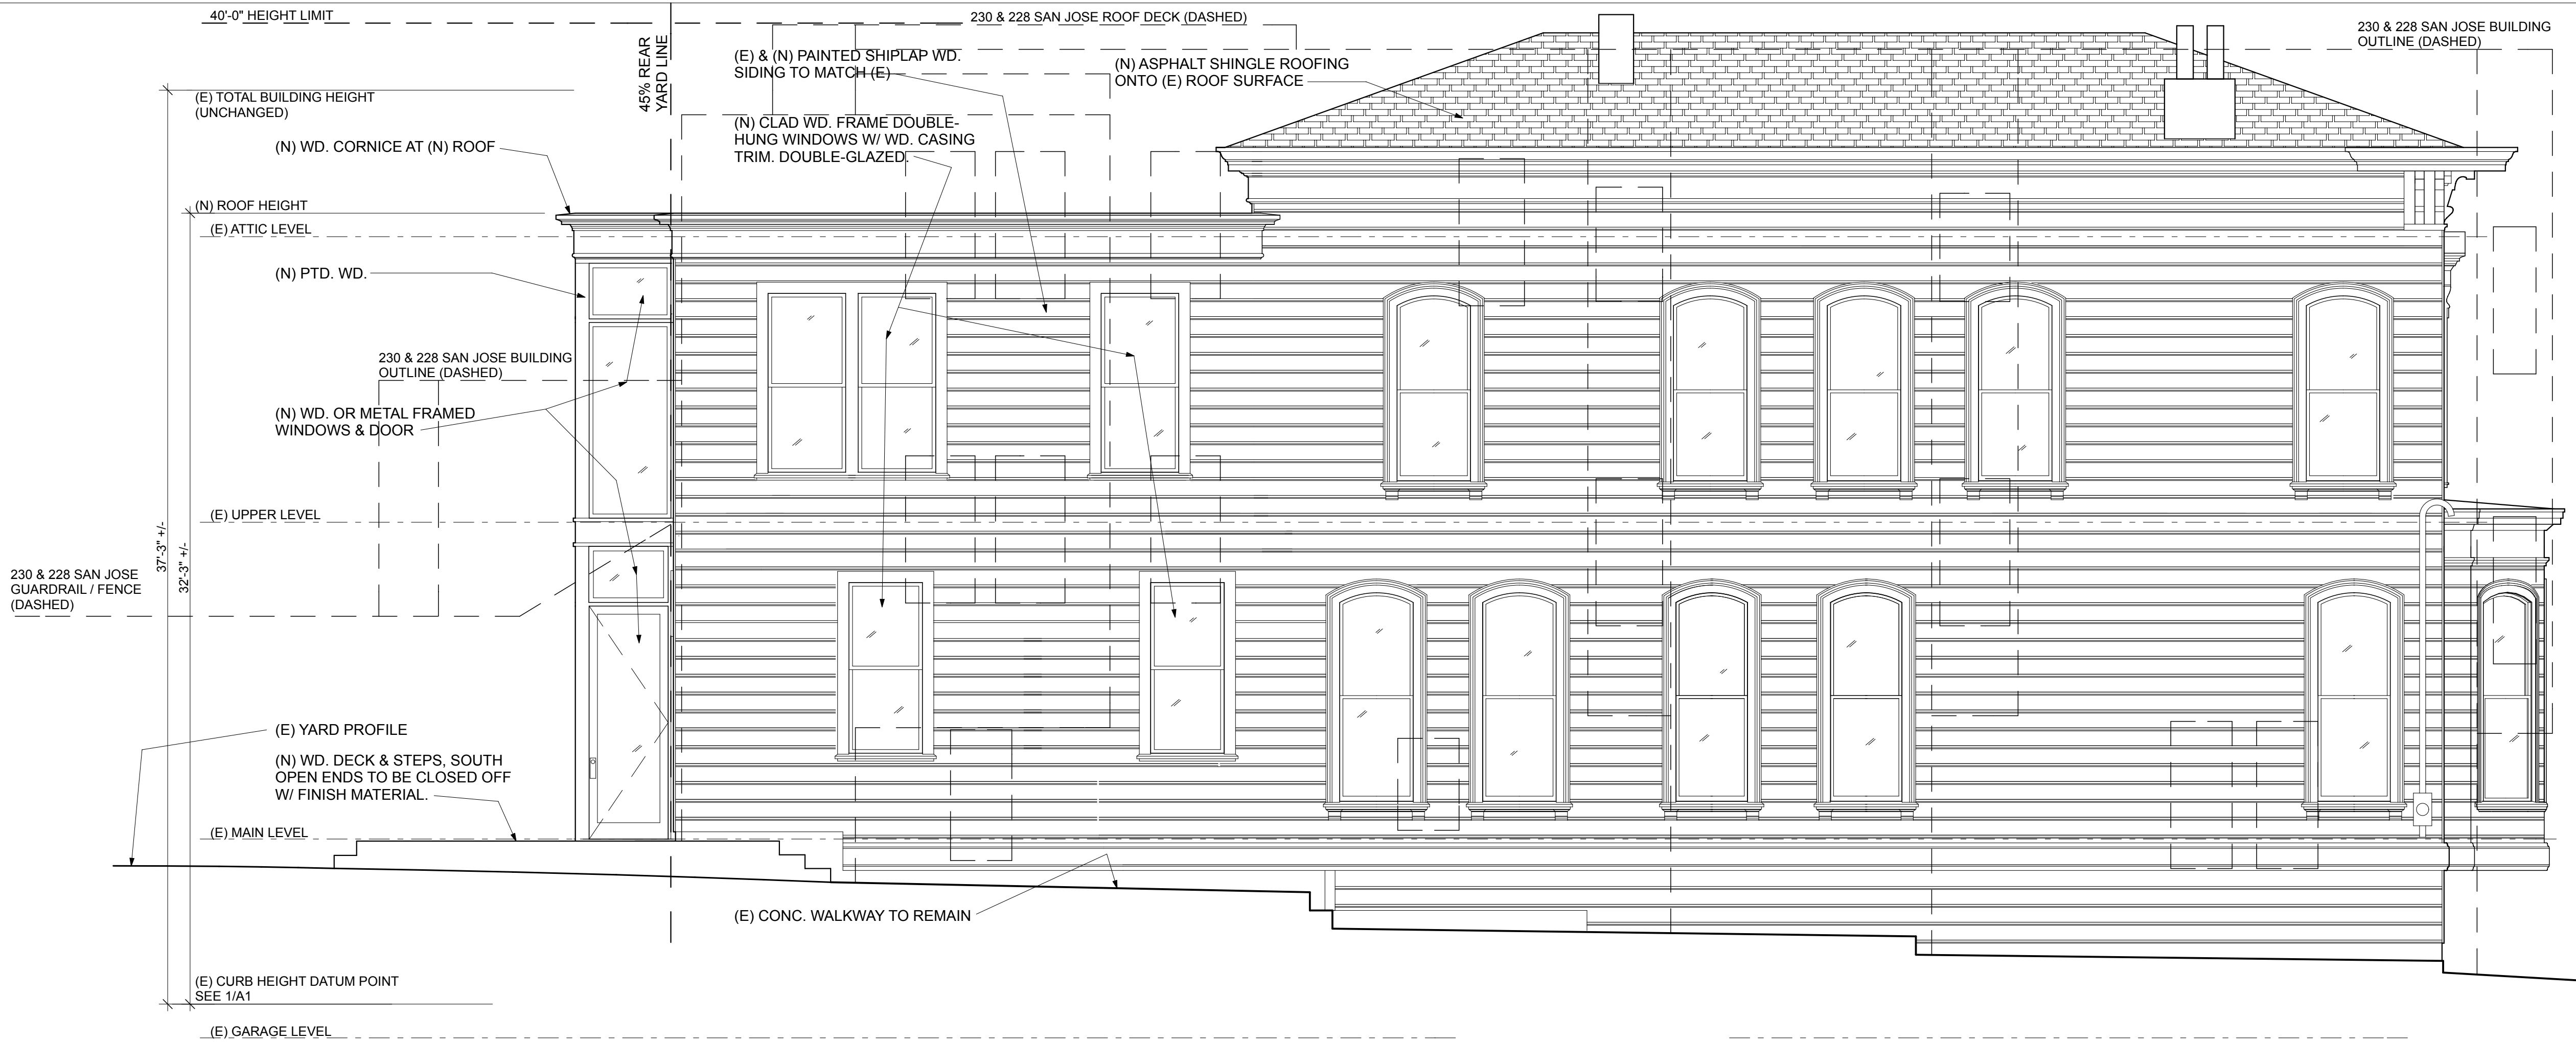 40'-0" HEIGHT LIMIT
230 & 228 SAN JOSE ROOF DECK (DASHED)
230 & 228 SAN JOSE BUILDING
OUTLINE (DASHED)
45% REAR
YARD LINE
(E) & (N) PAINTED SHIPLAP WD.
SIDING TO MATCH (E)
(N) ASPHALT SHINGLE ROOFING
ONTO (E) ROOF SURFACE
(E) TOTAL BUILDING HEIGHT
(UNCHANGED)
(N) CLAD WD. FRAME DOUBLE-
HUNG WINDOWS W/ WD. CASING
TRIM. DOUBLE-GLAZED.
(N) WD. CORNICE AT (N) ROOF
(N) ROOF HEIGHT
(E) ATTIC LEVEL
(N) PTD. WD.
230 & 228 SAN JOSE BUILDING
OUTLINE (DASHED)
(N) WD. OR METAL FRAMED
WINDOWS & DOOR
(E) UPPER LEVEL
37'-3" +/-
32'-3" +/-
230 & 228 SAN JOSE
GUARDRAIL / FENCE
(DASHED)
(E) YARD PROFILE
(N) WD. DECK & STEPS, SOUTH
OPEN ENDS TO BE CLOSED OFF
W/ FINISH MATERIAL.
(E) MAIN LEVEL
(E) CONC. WALKWAY TO REMAIN
(E) CURB HEIGHT DATUM POINT
SEE 1/A1
(E) GARAGE LEVEL